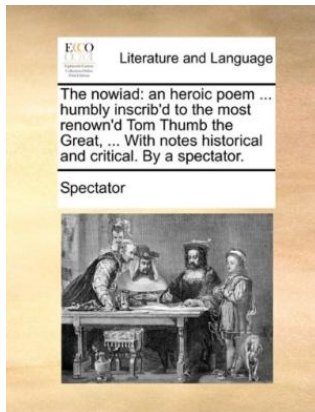 ECCO
Literature and Language
The nowiad: an heroic poem ...
humbly inscrib'd to the most
renown'd Tom Thumb the
Great, ... With notes historical
and critical. By a spectator.
Spectator